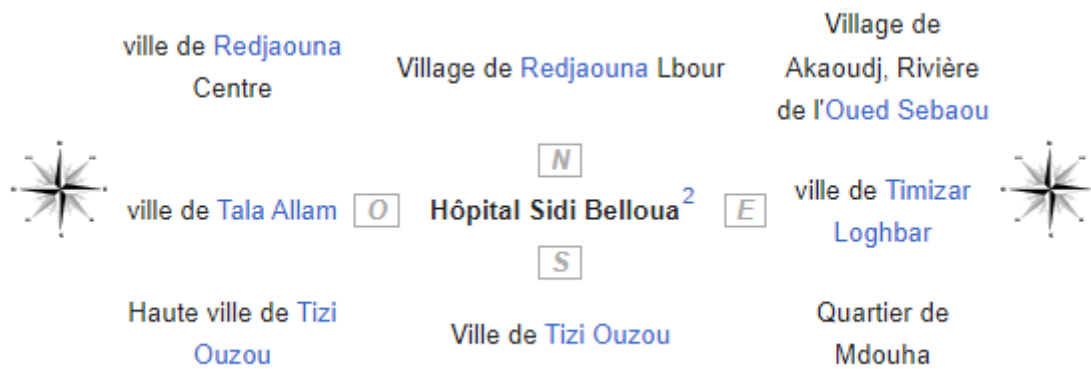 ville de Redjaouna
Centre
Village de Redjaouna Lbour
Village de
Akaoudj, Rivière
de l'Oued Sebaou
N
ville de Tala Allam
O
Hôpital Sidi Belloua2
E
ville de Timizar
Loghbar
S
Haute ville de Tizi
Ouzou
Ville de Tizi Ouzou
Quartier de
Mdouha